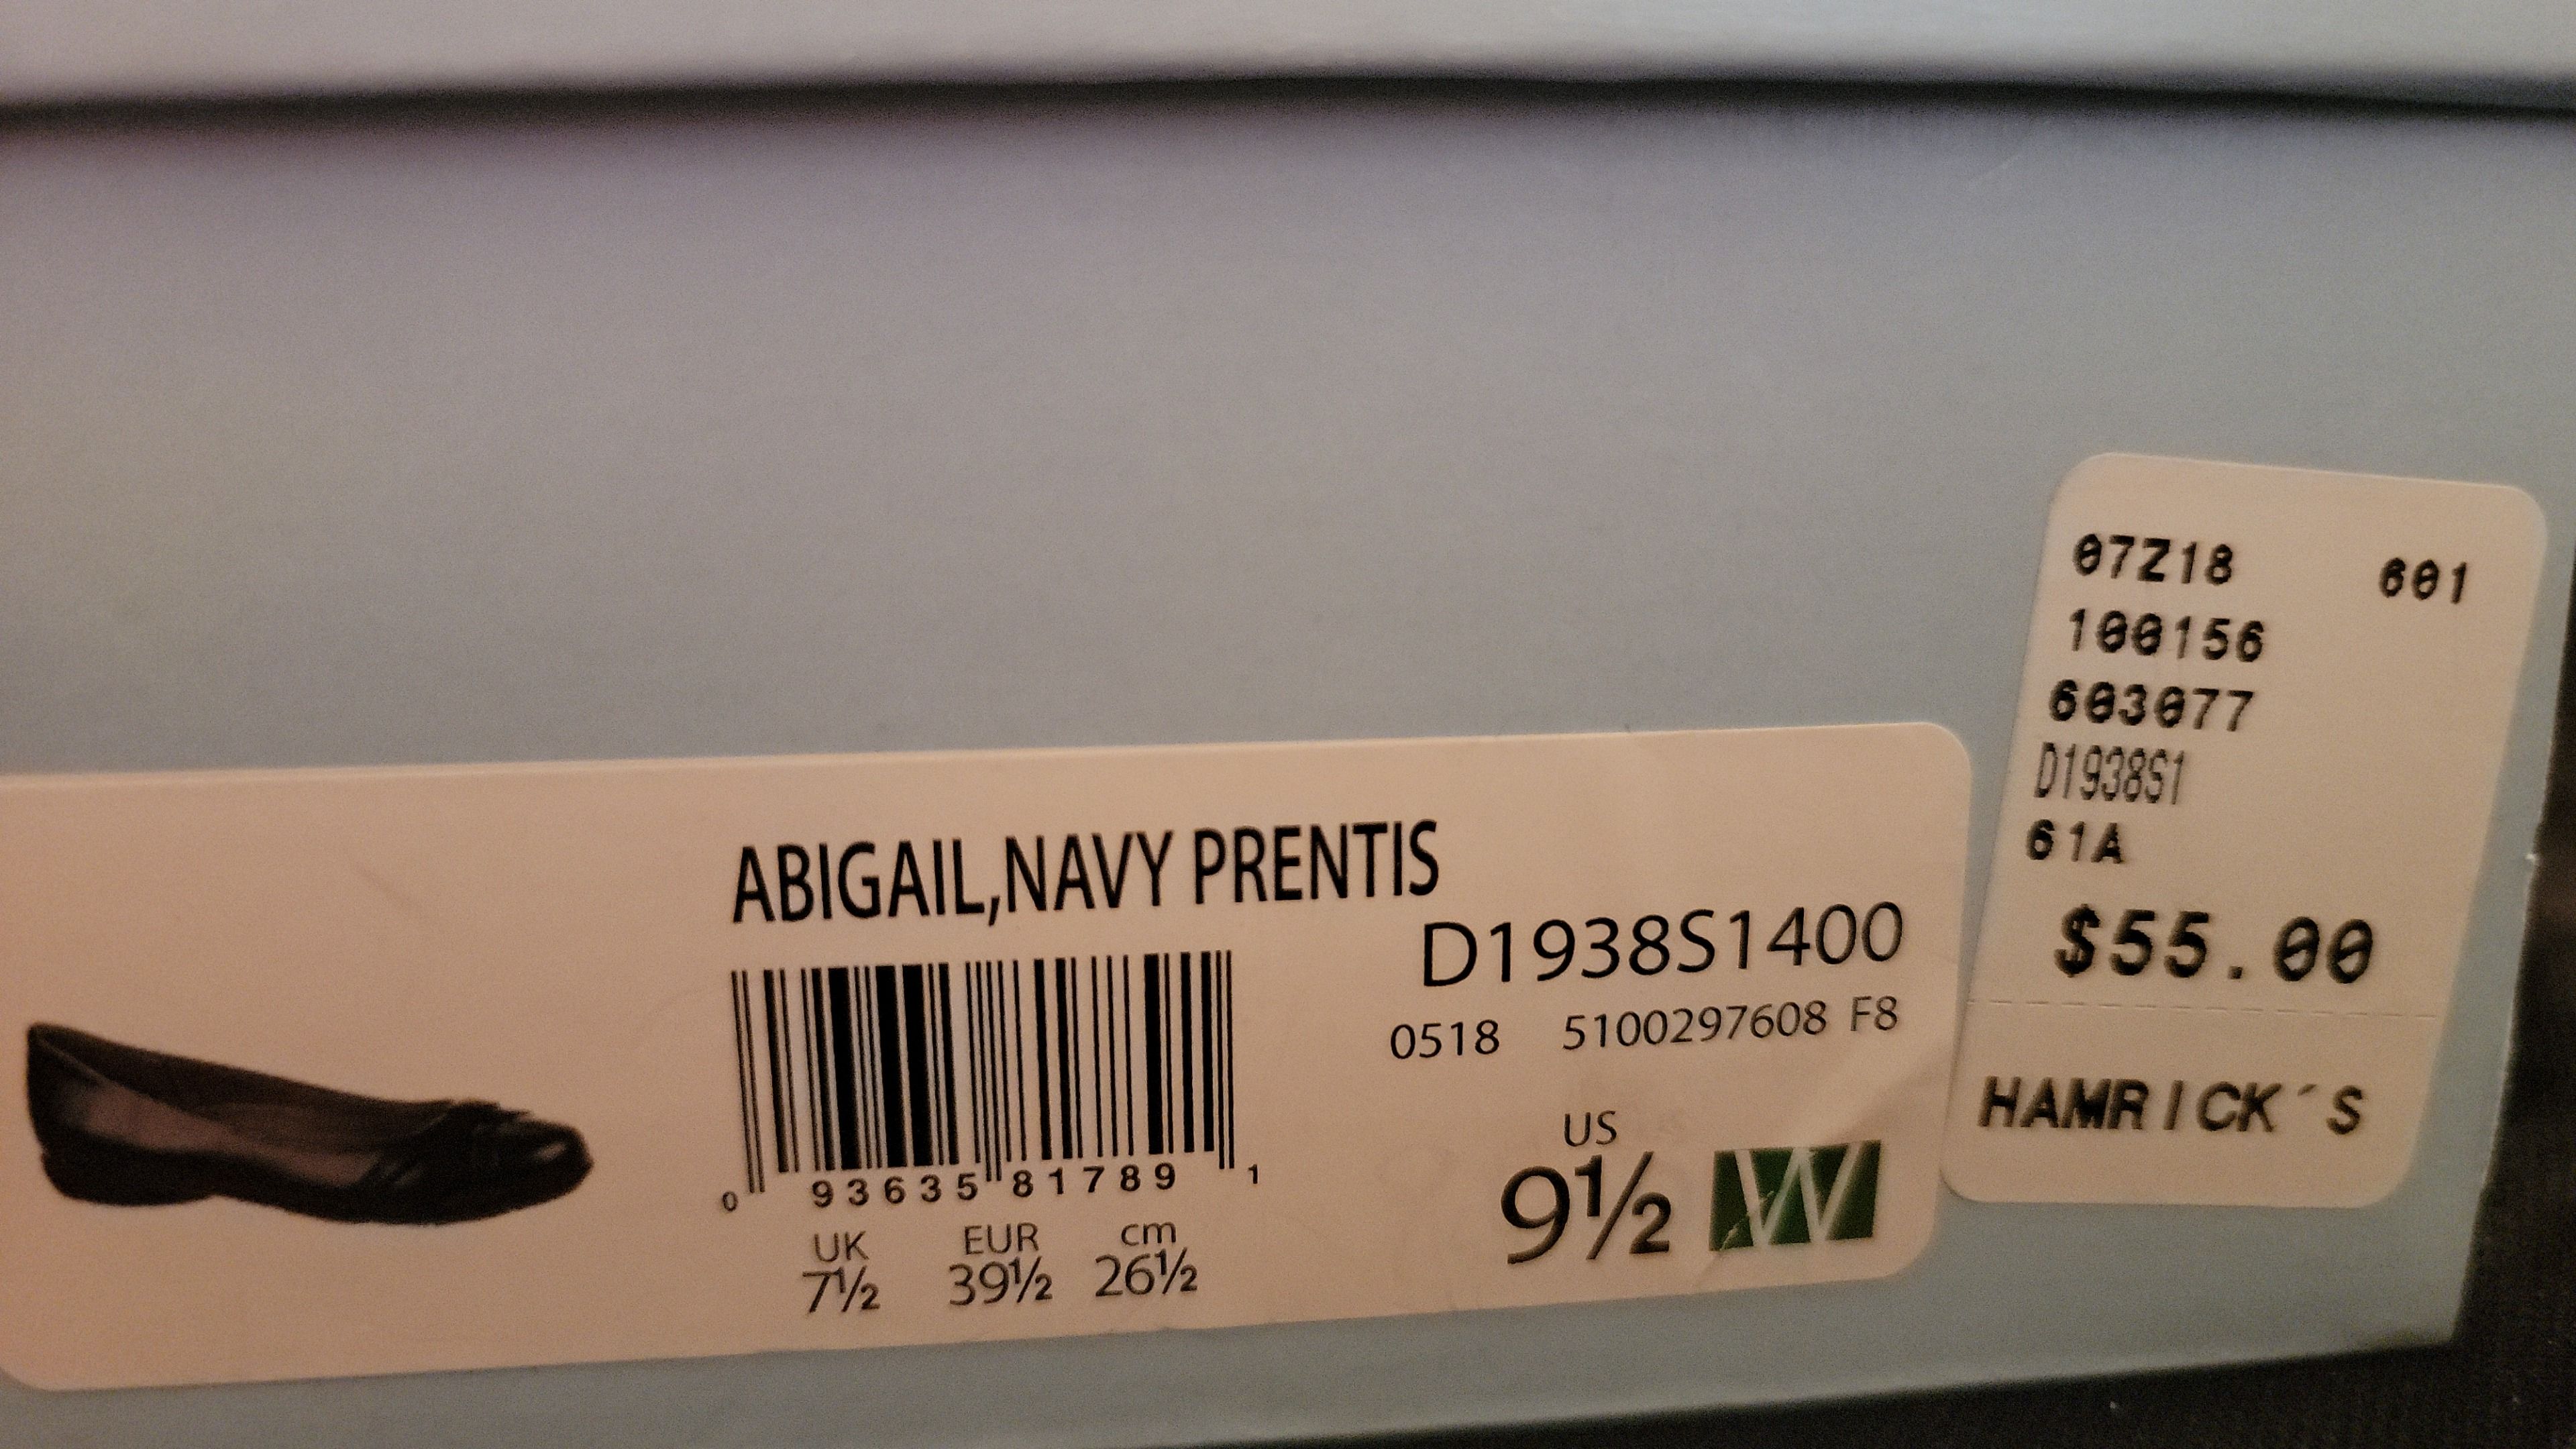 ABIGAIL,NAVY PRENTIS
D1938S1400
0518 5100297608 F8
0 93635 81789 1
UK EUR cm
7½ 39½ 26½
US
9½ W
07Z18 601
100156
603077
D1938S1
61A
$55.00
HAMRICK´S